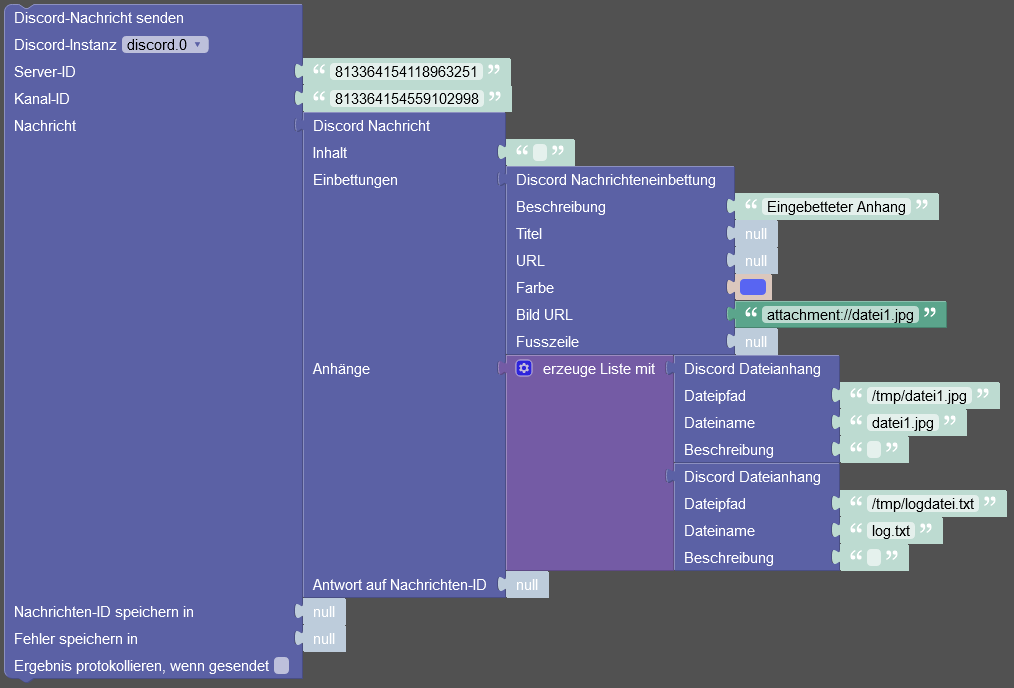 Discord-Nachricht senden
Discord-Instanz discord.0 ▾
Server-ID “ 813364154118963251 ”
Kanal-ID “ 813364154559102998 ”
Nachricht Discord Nachricht
Inhalt “ ”
Einbettungen Discord Nachrichteneinbettung
Beschreibung “ Eingebetteter Anhang ”
Titel null
URL null
Farbe
Bild URL “ attachment://datei1.jpg ”
Fusszeile null
Anhänge erzeuge Liste mit Discord Dateianhang
Dateipfad “ /tmp/datei1.jpg ”
Dateiname “ datei1.jpg ”
Beschreibung “ ”
Discord Dateianhang
Dateipfad “ /tmp/logdatei.txt ”
Dateiname “ log.txt ”
Beschreibung “ ”
Antwort auf Nachrichten-ID null
Nachrichten-ID speichern in null
Fehler speichern in null
Ergebnis protokollieren, wenn gesendet